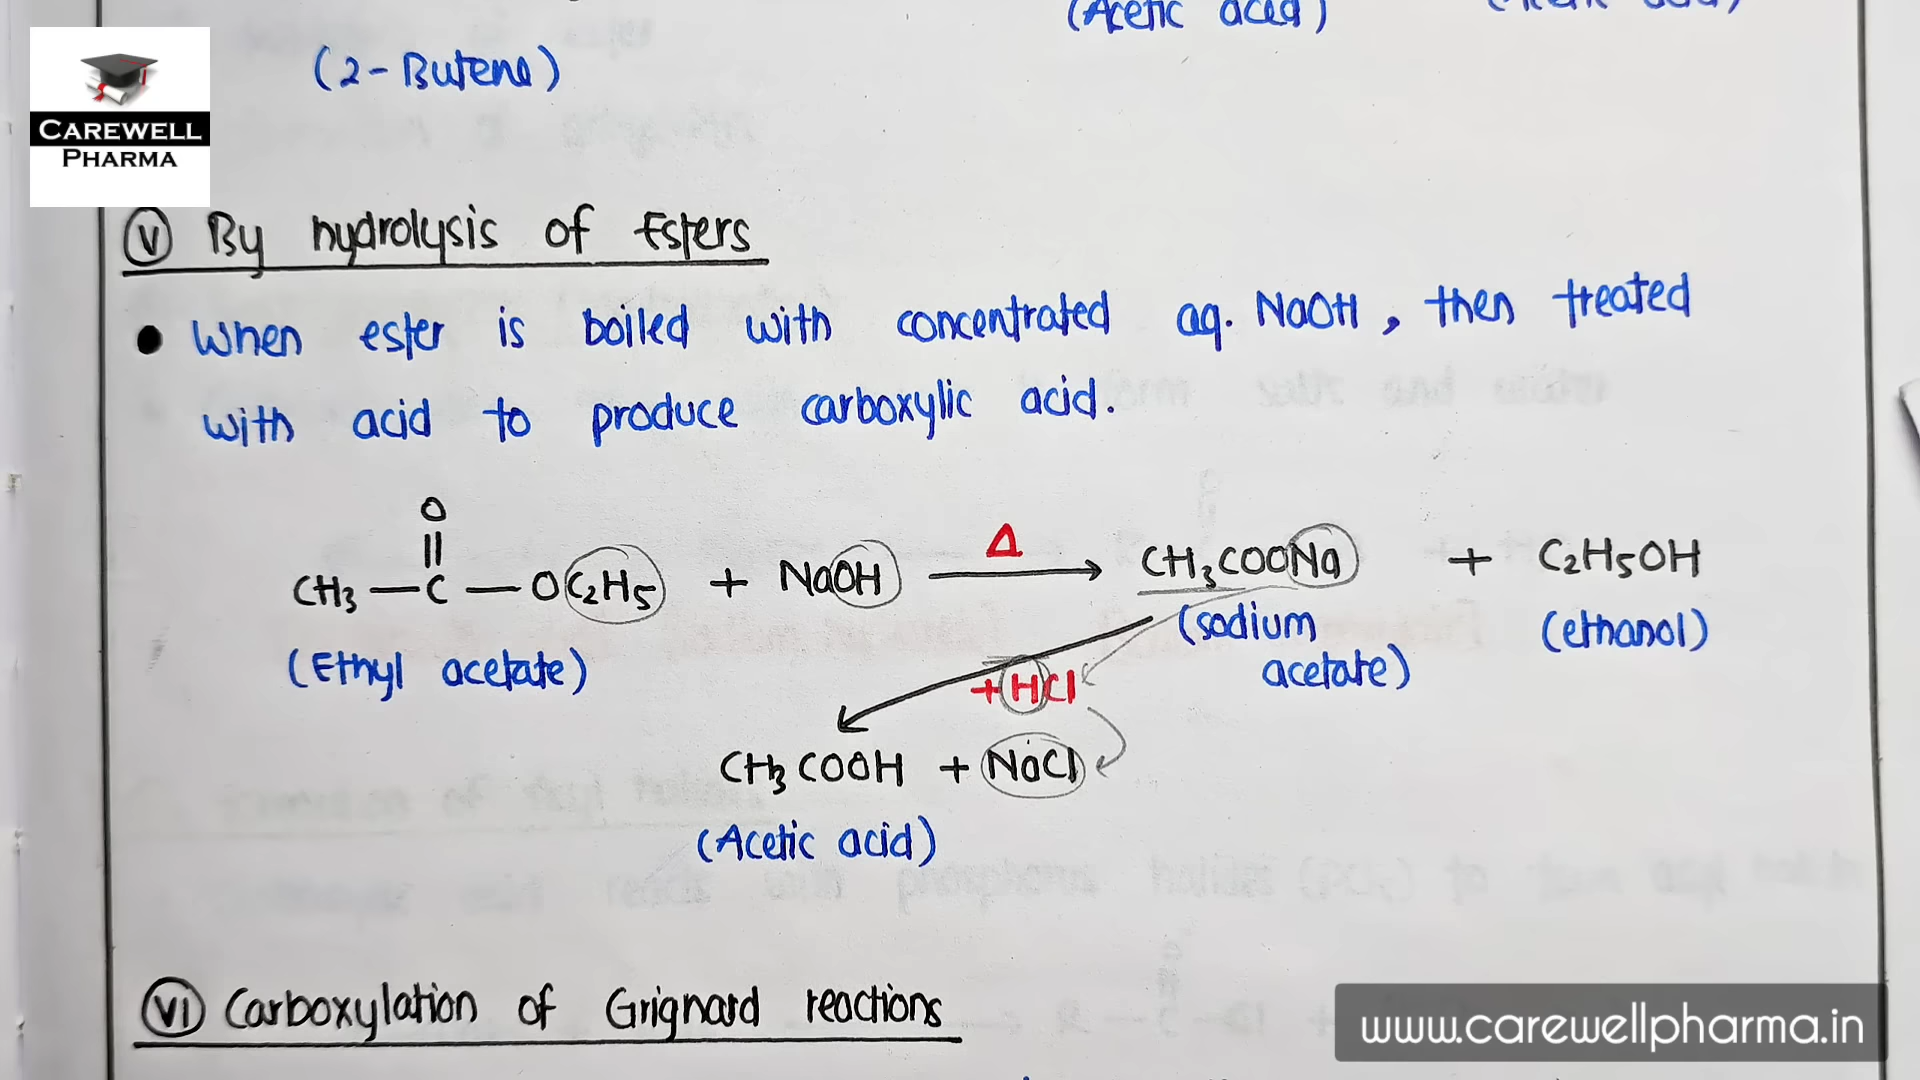 (Acetic acid)
(2-Butene)
CAREWELL
PHARMA
V By hydrolysis of Esters
When ester is boiled with concentrated aq. NaOH, then treated
with acid to produce carboxylic acid.
O
CH₃ — C — OC₂H₅ + NaOH Δ CH₃COONa + C₂H₅OH
(Ethyl acetate) (sodium acetate) (ethanol)
+HCl
CH₃COOH + NaCl
(Acetic acid)
VI Carboxylation of Grignard reactions
www.carewellpharma.in